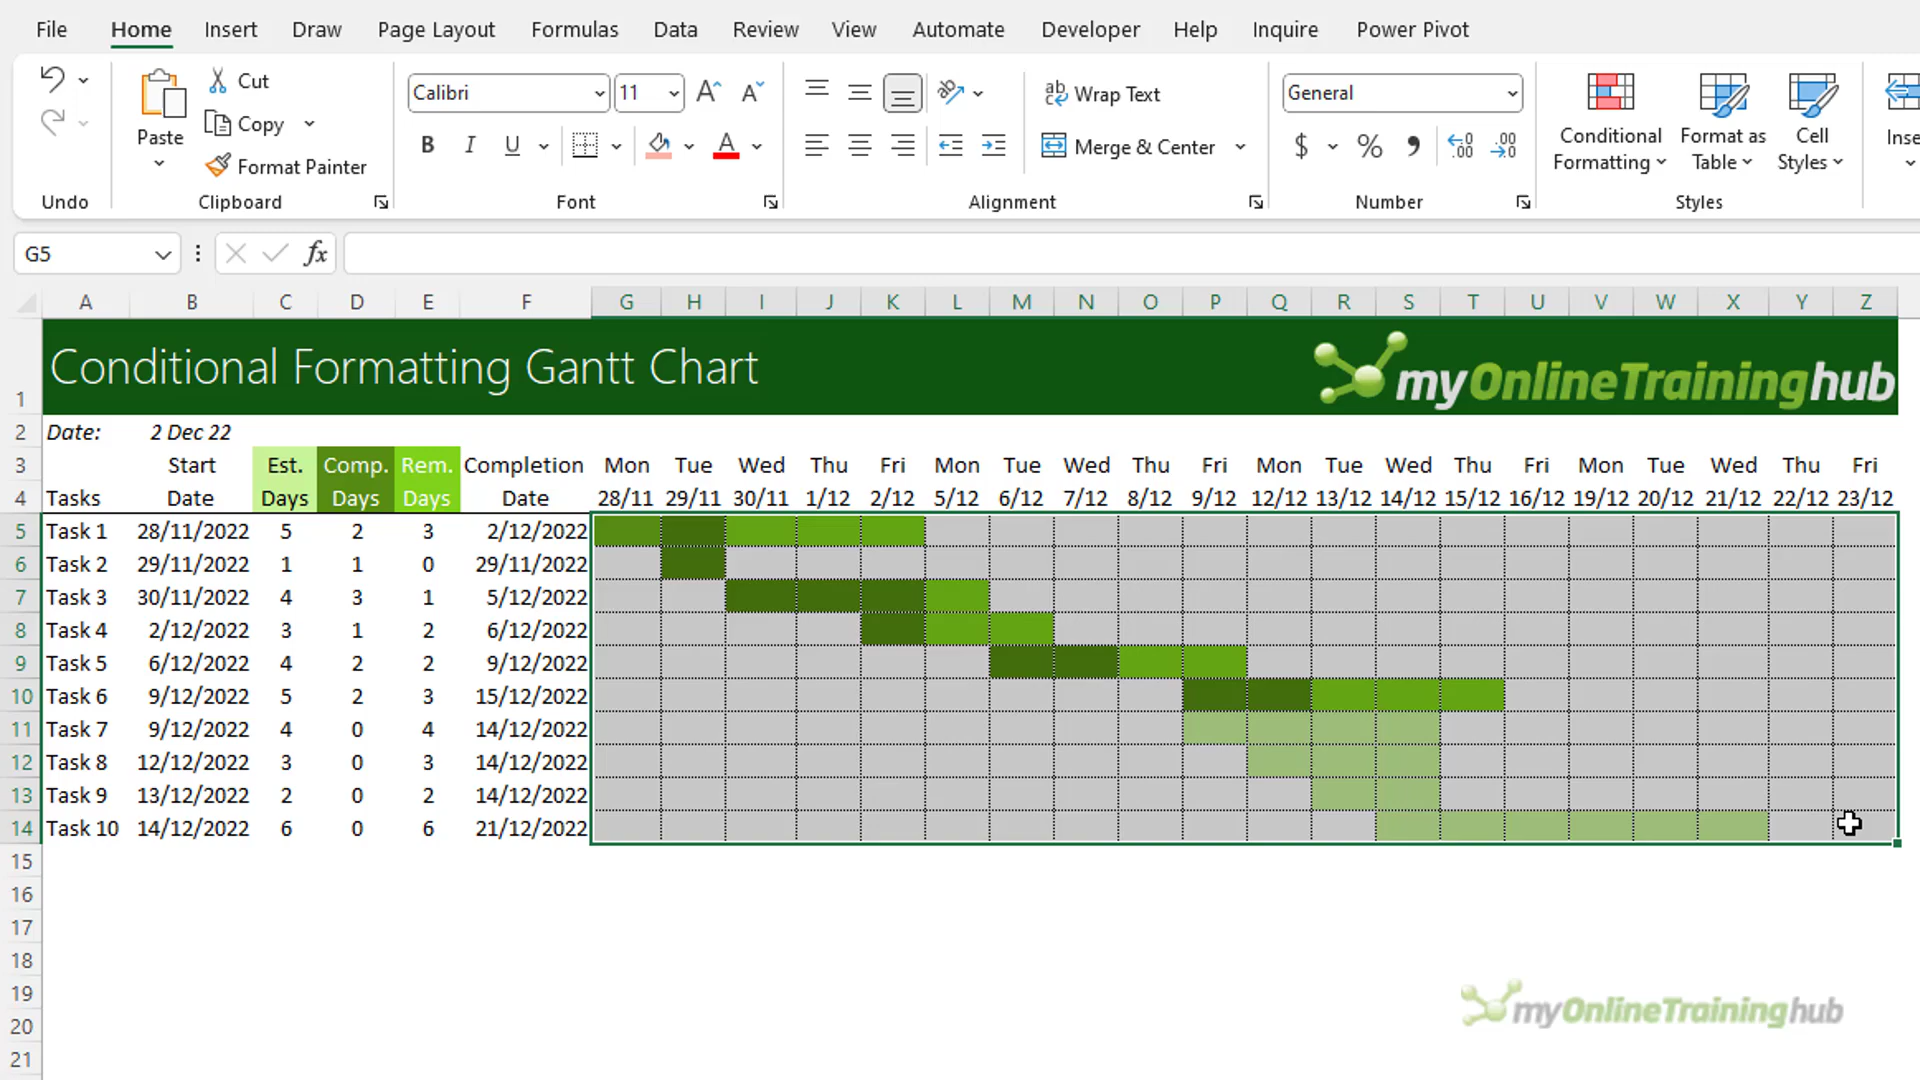 File Home Insert Draw Page Layout Formulas Data Review View Automate Developer Help Inquire Power Pivot
Paste Cut
Copy
Format Painter
Calibri 11
B I U A
ab Wrap Text
Merge & Center
General
$ % 9 .00 .00
Conditional Formatting
Format as Table
Cell Styles
Inse
Undo Clipboard Font Alignment Number Styles
G5 fx
A B C D E F G H I J K L M N O P Q R S T U V W X Y Z
1 Conditional Formatting Gantt Chart myOnlineTraininghub
2 Date: 2 Dec 22
3 Start Est. Comp. Rem. Completion Mon Tue Wed Thu Fri Mon Tue Wed Thu Fri Mon Tue Wed Thu Fri Mon Tue Wed Thu Fri
4 Tasks Date Days Days Days Date 28/11 29/11 30/11 1/12 2/12 5/12 6/12 7/12 8/12 9/12 12/12 13/12 14/12 15/12 16/12 19/12 20/12 21/12 22/12 23/12
5 Task 1 28/11/2022 5 2 3 2/12/2022
6 Task 2 29/11/2022 1 1 0 29/11/2022
7 Task 3 30/11/2022 4 3 1 5/12/2022
8 Task 4 2/12/2022 3 1 2 6/12/2022
9 Task 5 6/12/2022 4 2 2 9/12/2022
10 Task 6 9/12/2022 5 2 3 15/12/2022
11 Task 7 9/12/2022 4 0 4 14/12/2022
12 Task 8 12/12/2022 3 0 3 14/12/2022
13 Task 9 13/12/2022 2 0 2 14/12/2022
14 Task 10 14/12/2022 6 0 6 21/12/2022
15
16
17
18
19
20
21
myOnlineTraininghub